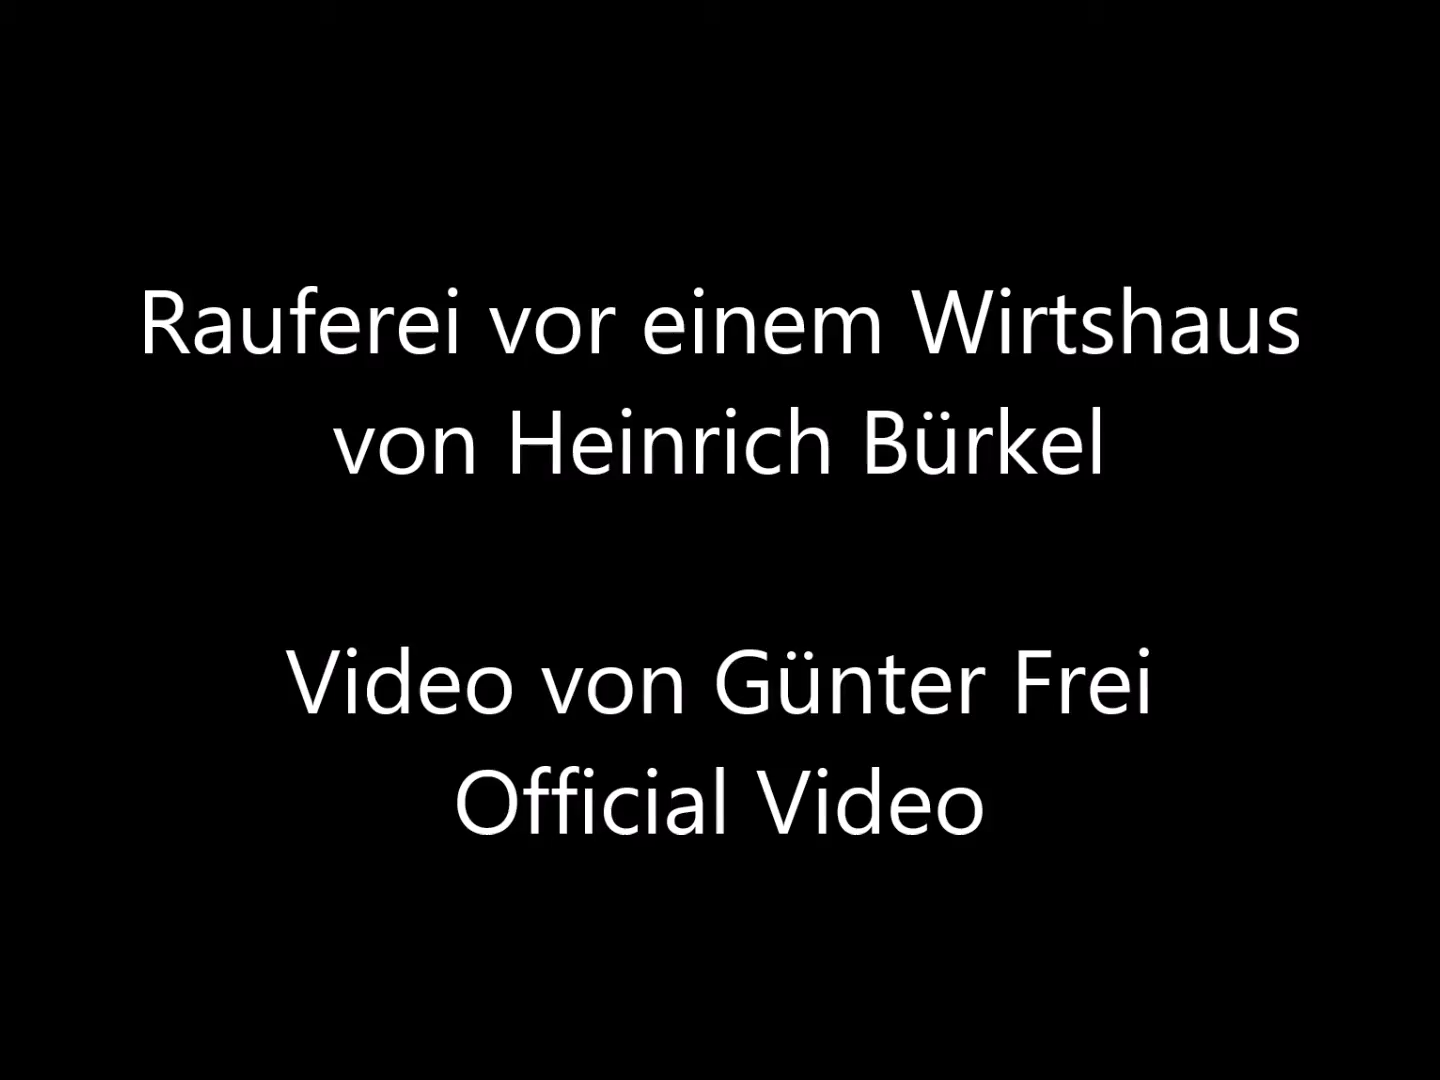 Rauferei vor einem Wirtshaus
von Heinrich Bürkel
Video von Günter Frei
Official Video